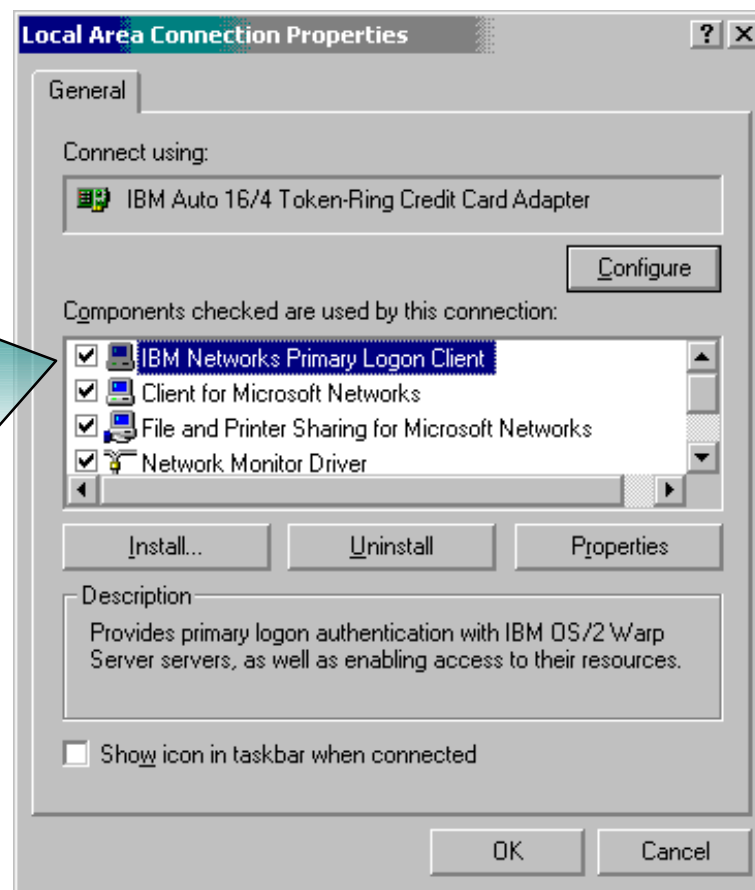 Local Area Connection Properties
General
Connect using:
IBM Auto 16/4 Token-Ring Credit Card Adapter
Configure
Components checked are used by this connection:
IBM Networks Primary Logon Client
Client for Microsoft Networks
File and Printer Sharing for Microsoft Networks
Network Monitor Driver
Install...
Uninstall
Properties
Description
Provides primary logon authentication with IBM OS/2 Warp
Server servers, as well as enabling access to their resources.
Show icon in taskbar when connected
OK
Cancel